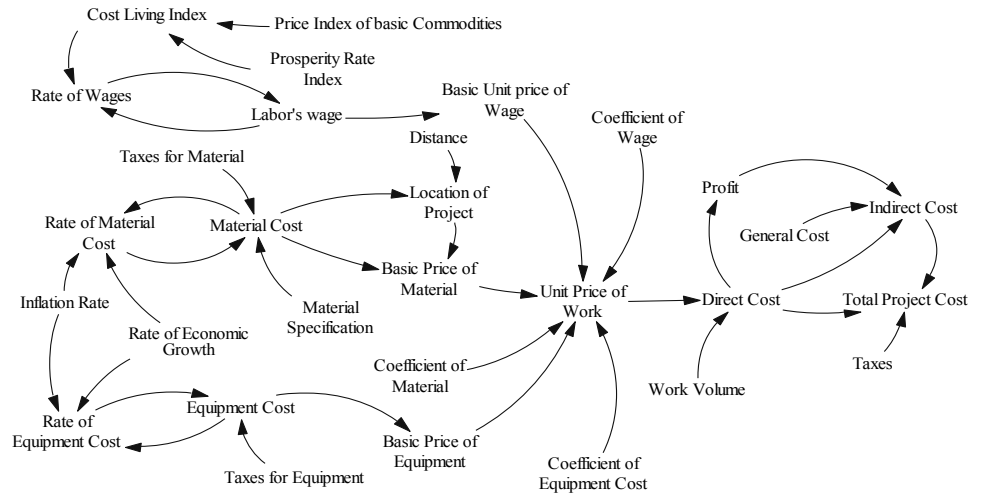 Cost Living Index
Price Index of basic Commodities
Prosperity Rate
Index
Rate of Wages
Labor's wage
Basic Unit price of
Wage
Coefficient of
Wage
Distance
Taxes for Material
Location of
Project
Profit
Indirect Cost
General Cost
Rate of Material
Cost
Material Cost
Basic Price of
Material
Unit Price of
Work
Direct Cost
Total Project Cost
Inflation Rate
Material
Specification
Rate of Economic
Growth
Coefficient of
Material
Work Volume
Taxes
Rate of
Equipment Cost
Equipment Cost
Basic Price of
Equipment
Taxes for Equipment
Coefficient of
Equipment Cost